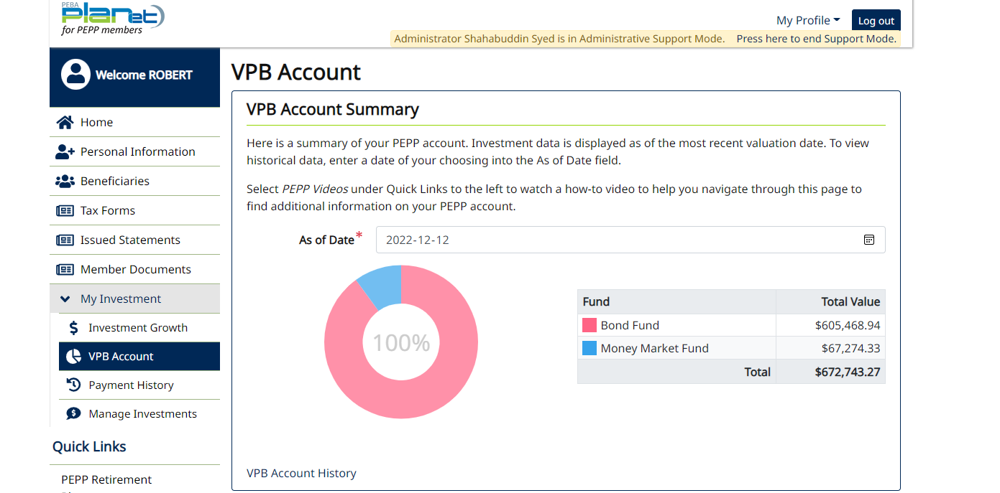 PEBA
planet
for PEPP members
My Profile
Log out
Administrator Shahabuddin Syed is in Administrative Support Mode. Press here to end Support Mode.
Welcome ROBERT
Home
Personal Information
Beneficiaries
Tax Forms
Issued Statements
Member Documents
My Investment
Investment Growth
VPB Account
Payment History
Manage Investments
Quick Links
PEPP Retirement
VPB Account
VPB Account Summary
Here is a summary of your PEPP account. Investment data is displayed as of the most recent valuation date. To view
historical data, enter a date of your choosing into the As of Date field.
Select PEPP Videos under Quick Links to the left to watch a how-to video to help you navigate through this page to
find additional information on your PEPP account.
As of Date* 2022-12-12
100%
Fund Total Value
Bond Fund $605,468.94
Money Market Fund $67,274.33
Total $672,743.27
VPB Account History